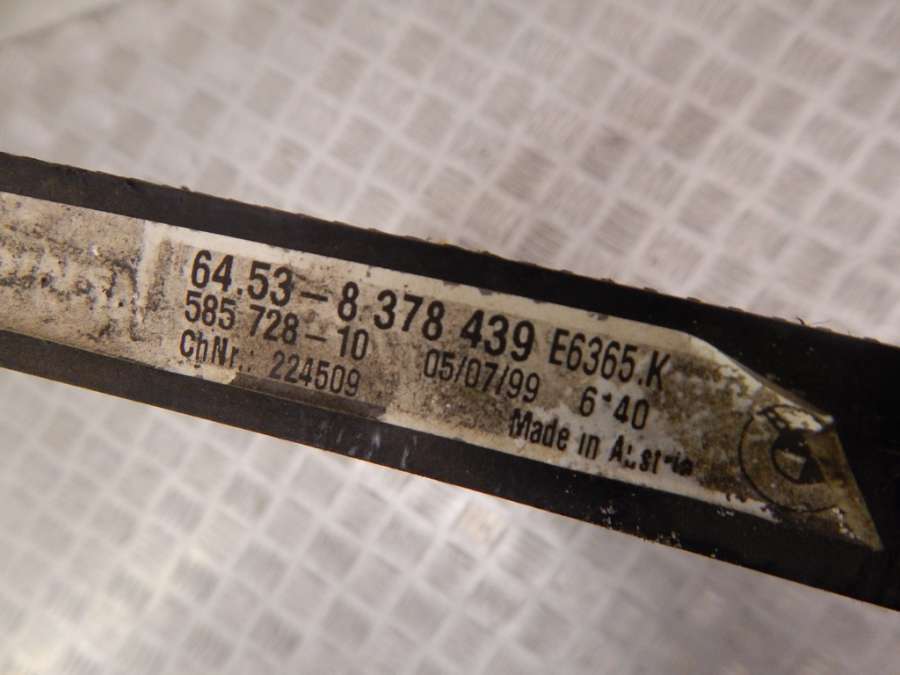 64.53-8 378 439 E6365.K
585 728-10 05/07/99 6:40
ChNr.: 224509
Made in Austria